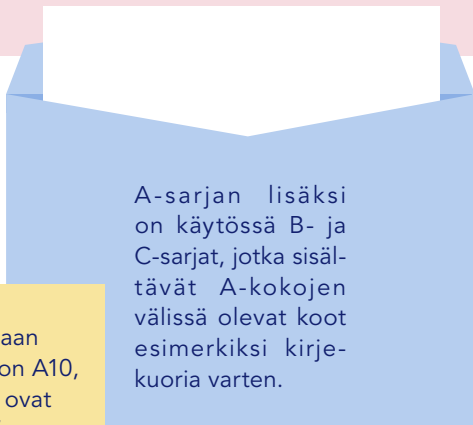 A-sarjan lisäksi
on käytössä B- ja
C-sarjat, jotka sisäl-
tävät A-kokojen
välissä olevat koot
esimerkiksi kirje-
kuoria varten.
aan
on A10,
ovat